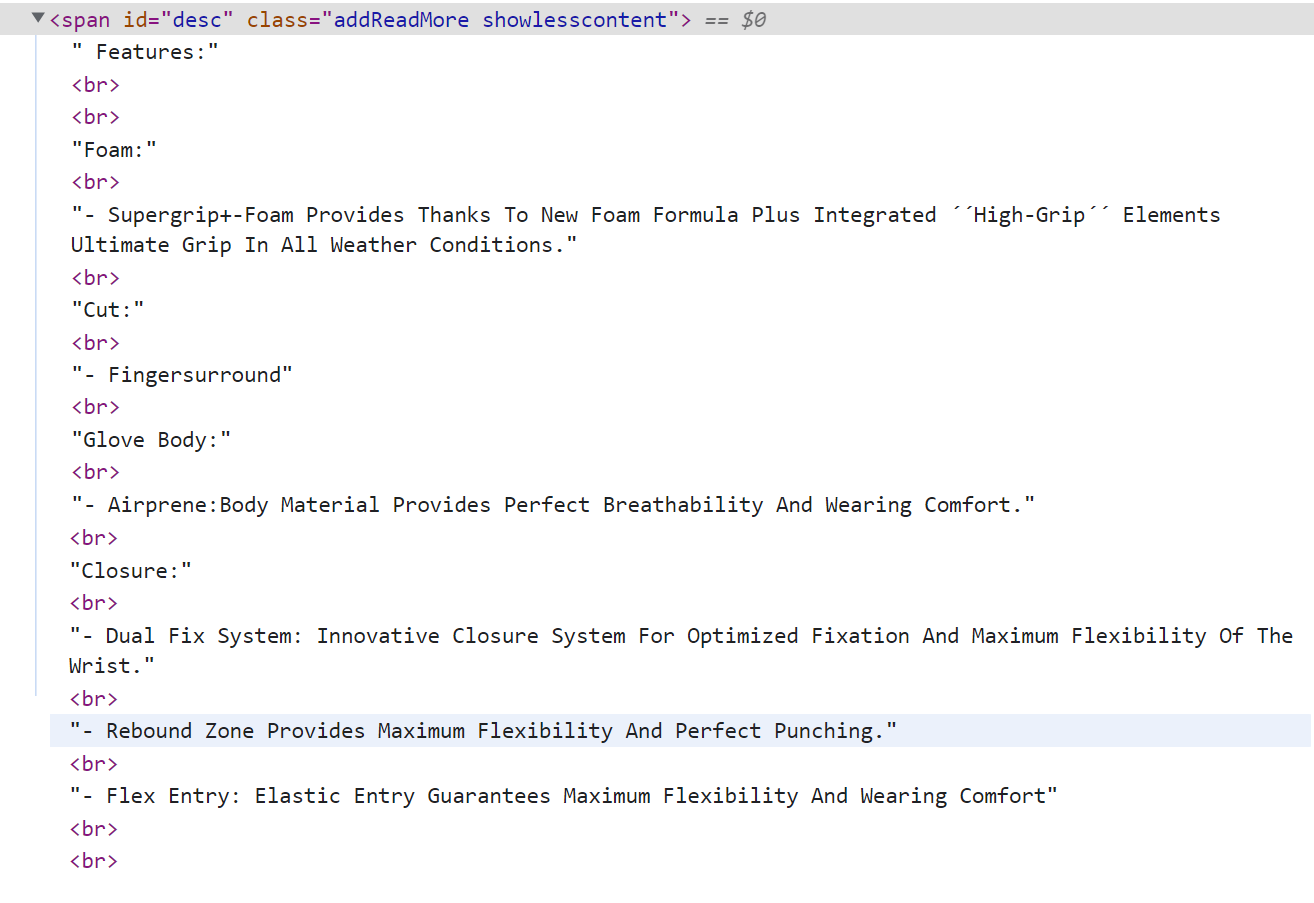 ▼<span id="desc" class="addReadMore showlesscontent"> == $0
" Features:"
<br>
<br>
"Foam:"
<br>
"- Supergrip+-Foam Provides Thanks To New Foam Formula Plus Integrated ´´High-Grip´´ Elements
Ultimate Grip In All Weather Conditions."
<br>
"Cut:"
<br>
"- Fingersurround"
<br>
"Glove Body:"
<br>
"- Airprene:Body Material Provides Perfect Breathability And Wearing Comfort."
<br>
"Closure:"
<br>
"- Dual Fix System: Innovative Closure System For Optimized Fixation And Maximum Flexibility Of The
Wrist."
<br>
"- Rebound Zone Provides Maximum Flexibility And Perfect Punching."
<br>
"- Flex Entry: Elastic Entry Guarantees Maximum Flexibility And Wearing Comfort"
<br>
<br>